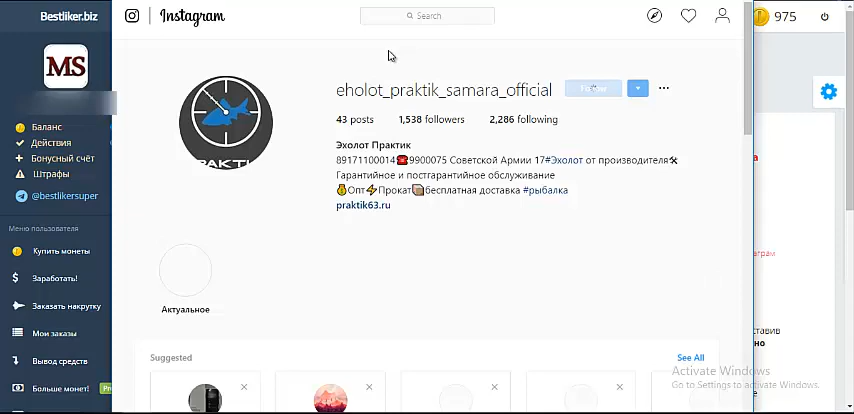 Bestliker.biz
MS
Баланс
Действия
Бонусный счёт
Штрафы
@bestlikersuper
Меню пользователя
Купить монеты
Заработать!
Заказать накрутку
Мои заказы
Вывод средств
Больше монет!
Instagram
Search
975
eholot_praktik_samara_official
43 posts 1,538 followers 2,286 following
Эхолот Практик
89171100014☎️9900075 Советской Армии 17#Эхолот от производителя🛠
Гарантийное и постгарантийное обслуживание
💰Опт⚡Прокат📦бесплатная доставка #рыбалка
praktik63.ru
Актуальное
Suggested
See All
Activate Windows
Go to Settings to activate Windows.